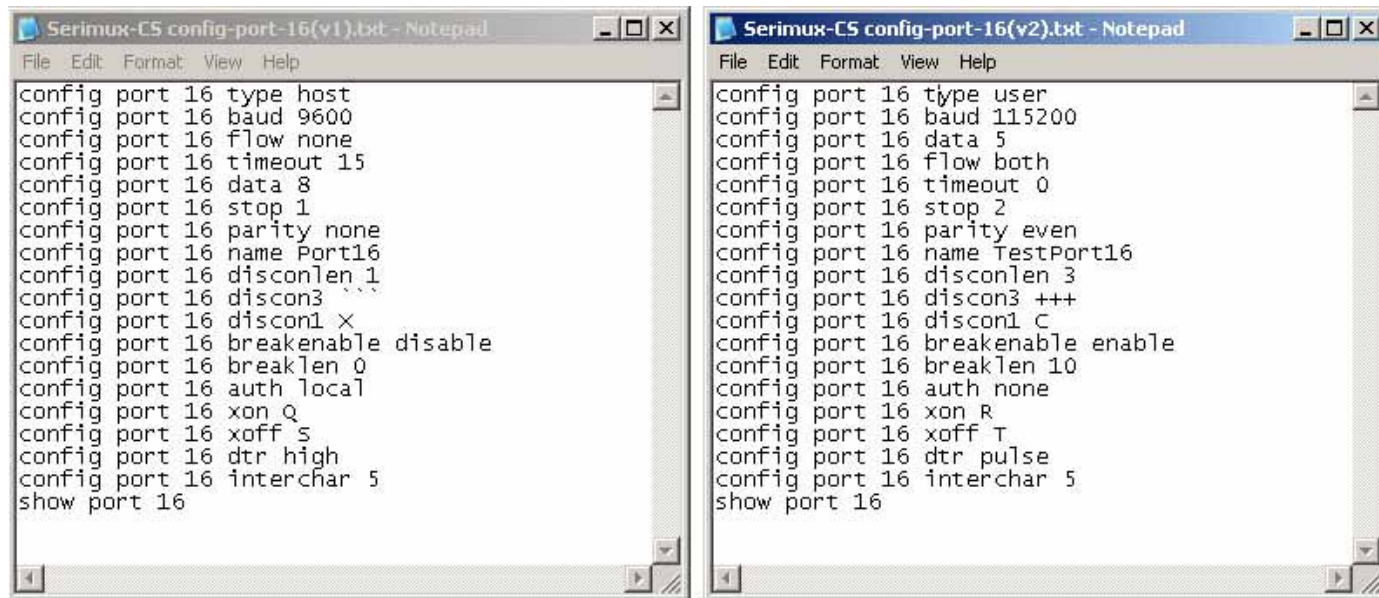 Serimux-CS config-port-16(v1).txt - Notepad
File Edit Format View Help
config port 16 type host
config port 16 baud 9600
config port 16 flow none
config port 16 timeout 15
config port 16 data 8
config port 16 stop 1
config port 16 parity none
config port 16 name Port16
config port 16 disconlen 1
config port 16 discon3 ```
config port 16 discon1 X
config port 16 breakenable disable
config port 16 breaklen 0
config port 16 auth local
config port 16 xon Q
config port 16 xoff S
config port 16 dtr high
config port 16 interchar 5
show port 16
Serimux-CS config-port-16(v2).txt - Notepad
File Edit Format View Help
config port 16 type user
config port 16 baud 115200
config port 16 data 5
config port 16 flow both
config port 16 timeout 0
config port 16 stop 2
config port 16 parity even
config port 16 name TestPort16
config port 16 disconlen 3
config port 16 discon3 +++
config port 16 discon1 C
config port 16 breakenable enable
config port 16 breaklen 10
config port 16 auth none
config port 16 xon R
config port 16 xoff T
config port 16 dtr pulse
config port 16 interchar 5
show port 16